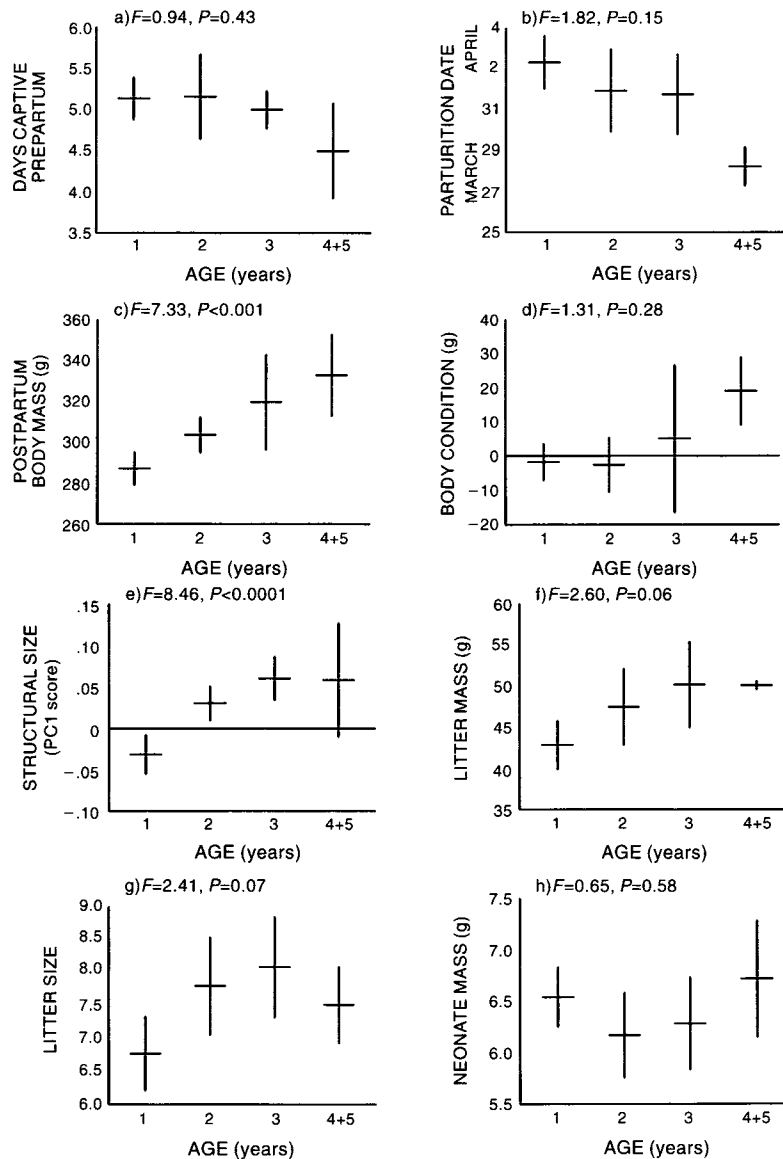 a) F=0.94, P=0.43
DAYS CAPTIVE
PREPARTUM
6.0
5.5
5.0
4.5
4.0
3.5
1 2 3 4+5
AGE (years)
b) F=1.82, P=0.15
PARTURITION DATE
MARCH APRIL
4
2
31
29
27
25
1 2 3 4+5
AGE (years)
c) F=7.33, P<0.001
POSTPARTUM
BODY MASS (g)
360
340
320
300
280
260
1 2 3 4+5
AGE (years)
d) F=1.31, P=0.28
BODY CONDITION (g)
40
30
20
10
0
−10
−20
1 2 3 4+5
AGE (years)
e) F=8.46, P<0.0001
STRUCTURAL SIZE
(PC1 score)
.15
.10
.05
0
−.05
−.10
1 2 3 4+5
AGE (years)
f) F=2.60, P=0.06
LITTER MASS (g)
60
55
50
45
40
35
1 2 3 4+5
AGE (years)
g) F=2.41, P=0.07
LITTER SIZE
9.0
8.5
8.0
7.5
7.0
6.5
6.0
1 2 3 4+5
AGE (years)
h) F=0.65, P=0.58
NEONATE MASS (g)
7.5
7.0
6.5
6.0
5.5
1 2 3 4+5
AGE (years)